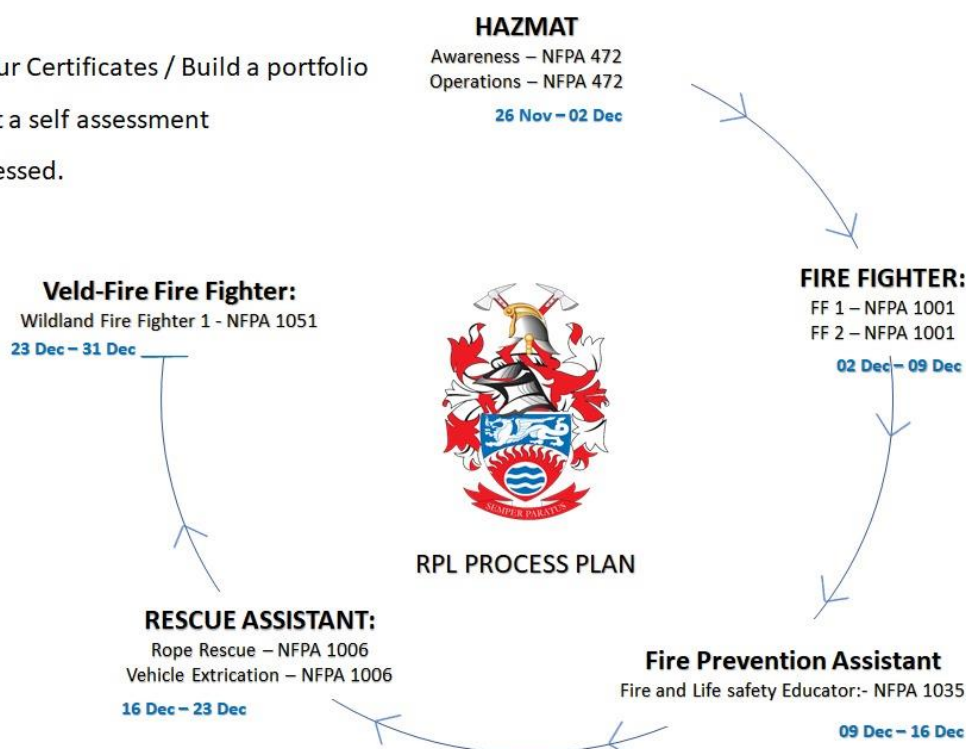 ur Certificates / Build a portfolio
t a self assessment
essed.
HAZMAT
Awareness – NFPA 472
Operations – NFPA 472
26 Nov – 02 Dec
FIRE FIGHTER:
FF 1 – NFPA 1001
FF 2 – NFPA 1001
02 Dec – 09 Dec
Fire Prevention Assistant
Fire and Life safety Educator:- NFPA 1035
09 Dec – 16 Dec
RESCUE ASSISTANT:
Rope Rescue – NFPA 1006
Vehicle Extrication – NFPA 1006
16 Dec – 23 Dec
Veld-Fire Fire Fighter:
Wildland Fire Fighter 1 - NFPA 1051
23 Dec – 31 Dec
SEMPER PARATUS
RPL PROCESS PLAN